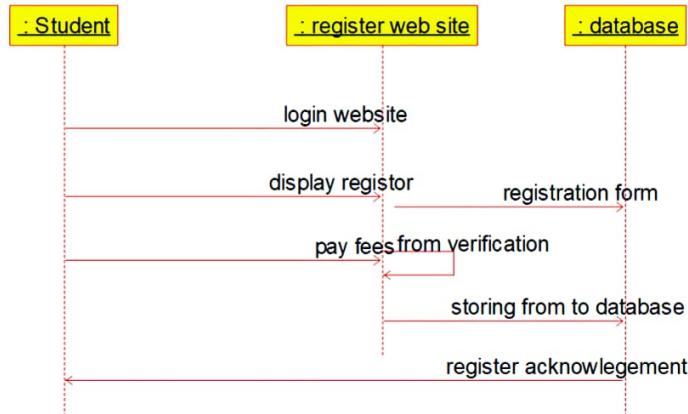 : Student
: register web site
: database
login website
display registor
registration form
pay fees
from verification
storing from to database
register acknowlegement